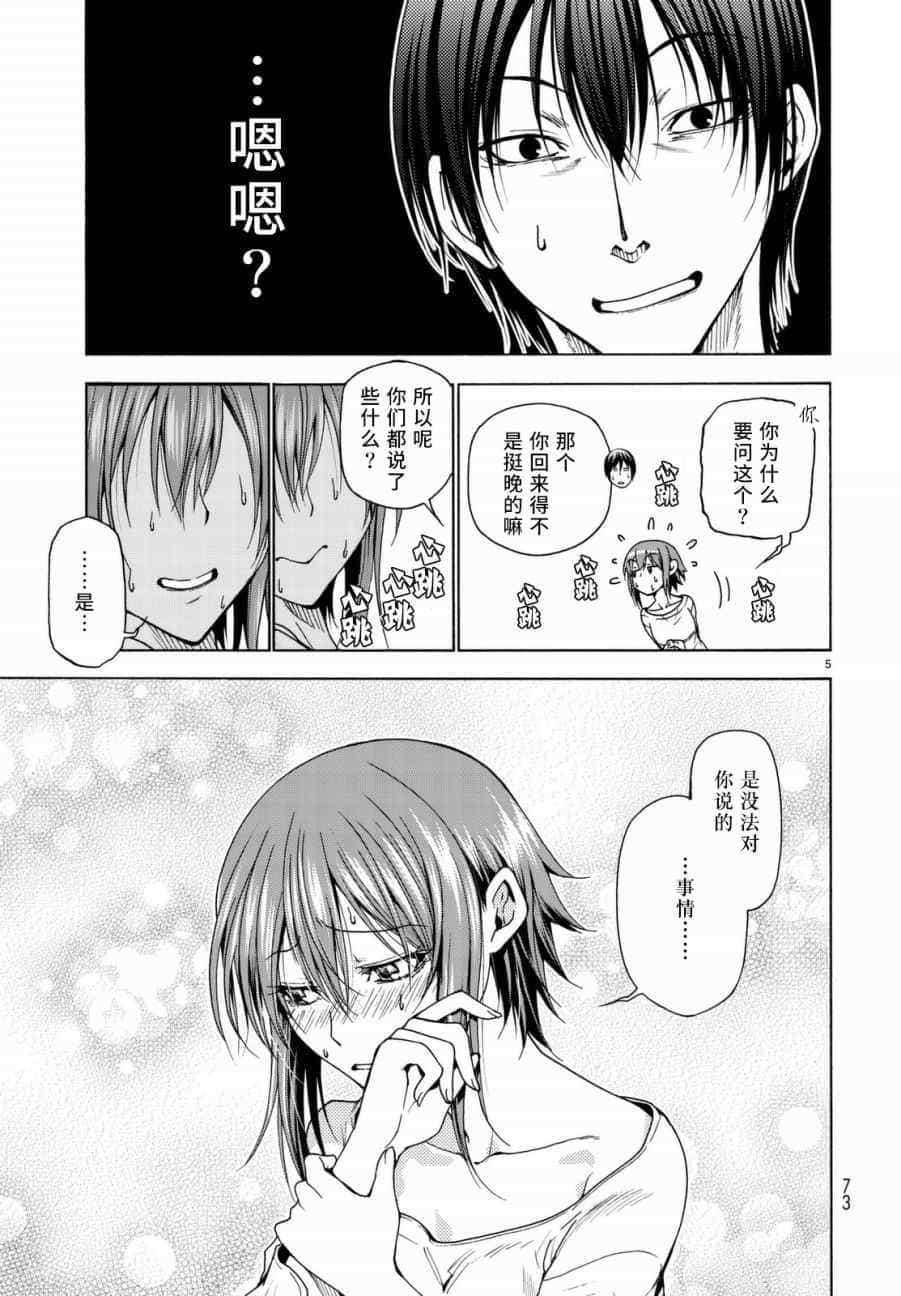 …嗯嗯？
你
你为什么
要问这个？
心跳
那个
你回来得不
是挺晚的嘛
心跳
心跳
心跳
所以呢
你们都说了
些什么？
心跳
心跳
心跳
……是…
5
是没法对
你说的
…事情……
73